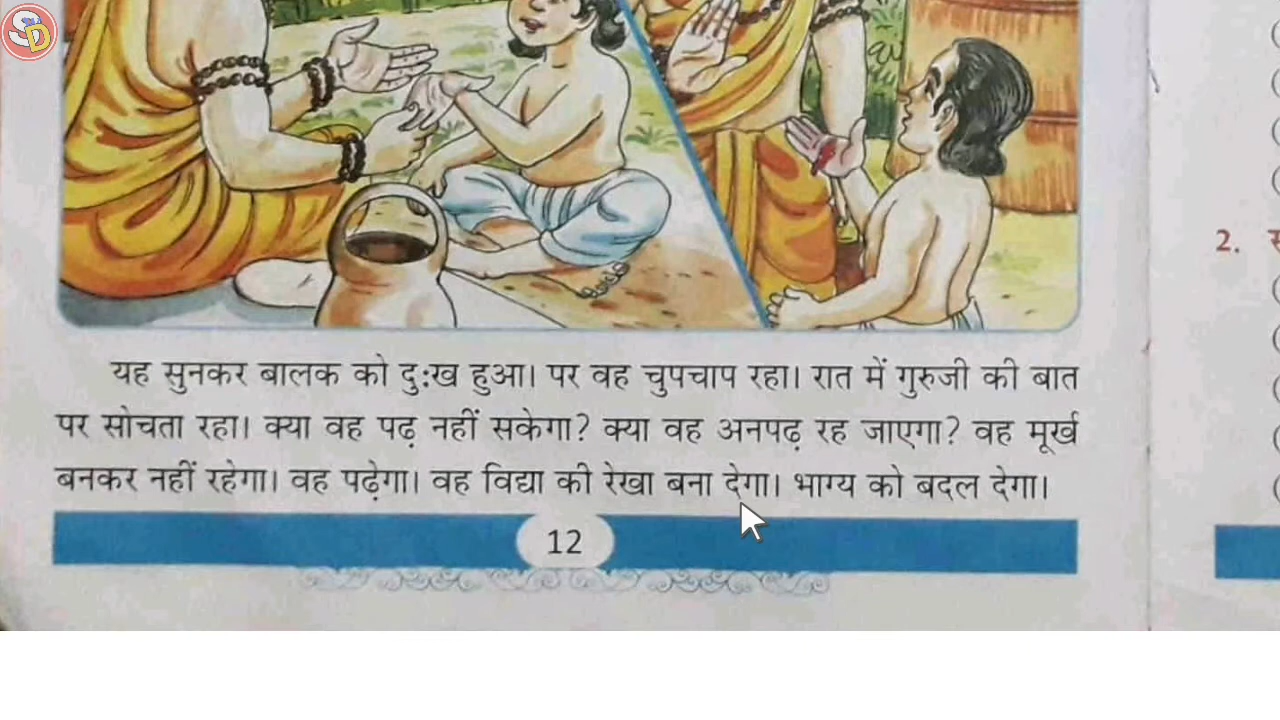 SD
यह सुनकर बालक को दुःख हुआ। पर वह चुपचाप रहा।। रात में गुरुजी की बात
पर सोचता रहा। क्या वह पढ़ नहीं सकेगा? क्या वह अनपढ़ रह जाएगा? वह मूर्ख
बनकर नहीं रहेगा। वह पढ़ेगा। वह विद्या की रेखा बना देगा। भाग्य को बदल देगा।
12
2.